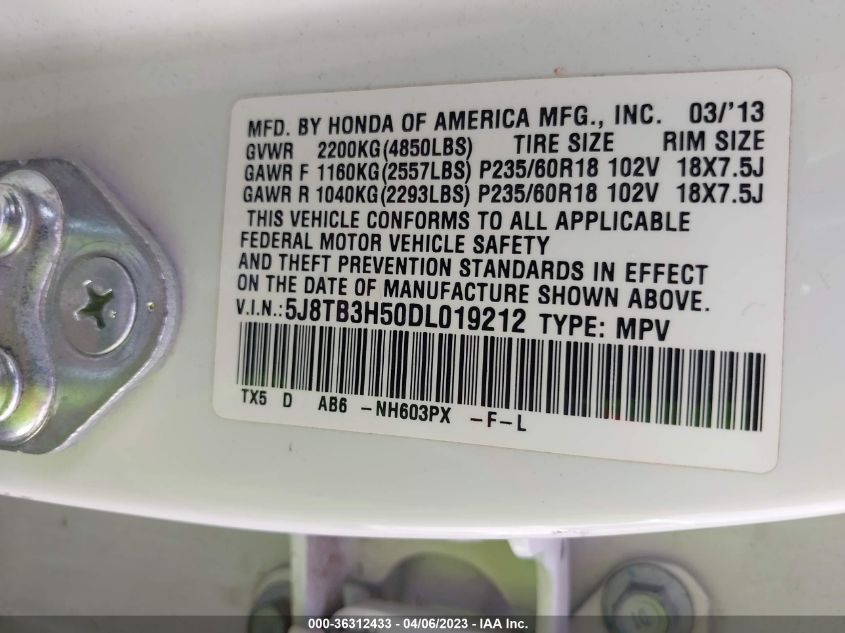 MFD. BY HONDA OF AMERICA MFG., INC. 03/'13
GVWR 2200KG(4850LBS) TIRE SIZE RIM SIZE
GAWR F 1160KG(2557LBS) P235/60R18 102V 18X7.5J
GAWR R 1040KG(2293LBS) P235/60R18 102V 18X7.5J
THIS VEHICLE CONFORMS TO ALL APPLICABLE
FEDERAL MOTOR VEHICLE SAFETY
AND THEFT PREVENTION STANDARDS IN EFFECT
ON THE DATE OF MANUFACTURE SHOWN ABOVE.
V.I.N.:5J8TB3H50DL019212 TYPE: MPV
TX5 D AB6 -NH603PX -F-L
000-36312433 - 04/06/2023 - IAA Inc.